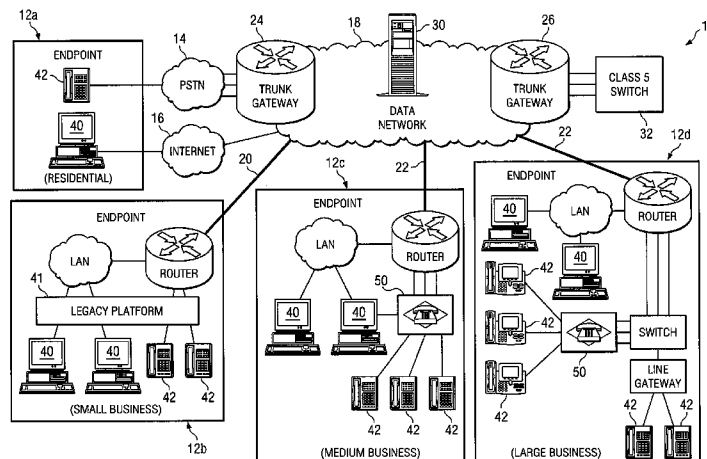 12a
ENDPOINT
42
40
(RESIDENTIAL)
14
PSTN
16
INTERNET
24
TRUNK
GATEWAY
18
30
DATA
NETWORK
26
TRUNK
GATEWAY
CLASS 5
SWITCH
32
1
20
22
22
ENDPOINT
LAN
ROUTER
41
LEGACY PLATFORM
40
40
42
42
(SMALL BUSINESS)
12b
12c
ENDPOINT
LAN
ROUTER
50
40
40
42
42
42
(MEDIUM BUSINESS)
12d
ENDPOINT
40
LAN
ROUTER
40
42
42
42
50
SWITCH
LINE
GATEWAY
42
42
(LARGE BUSINESS)